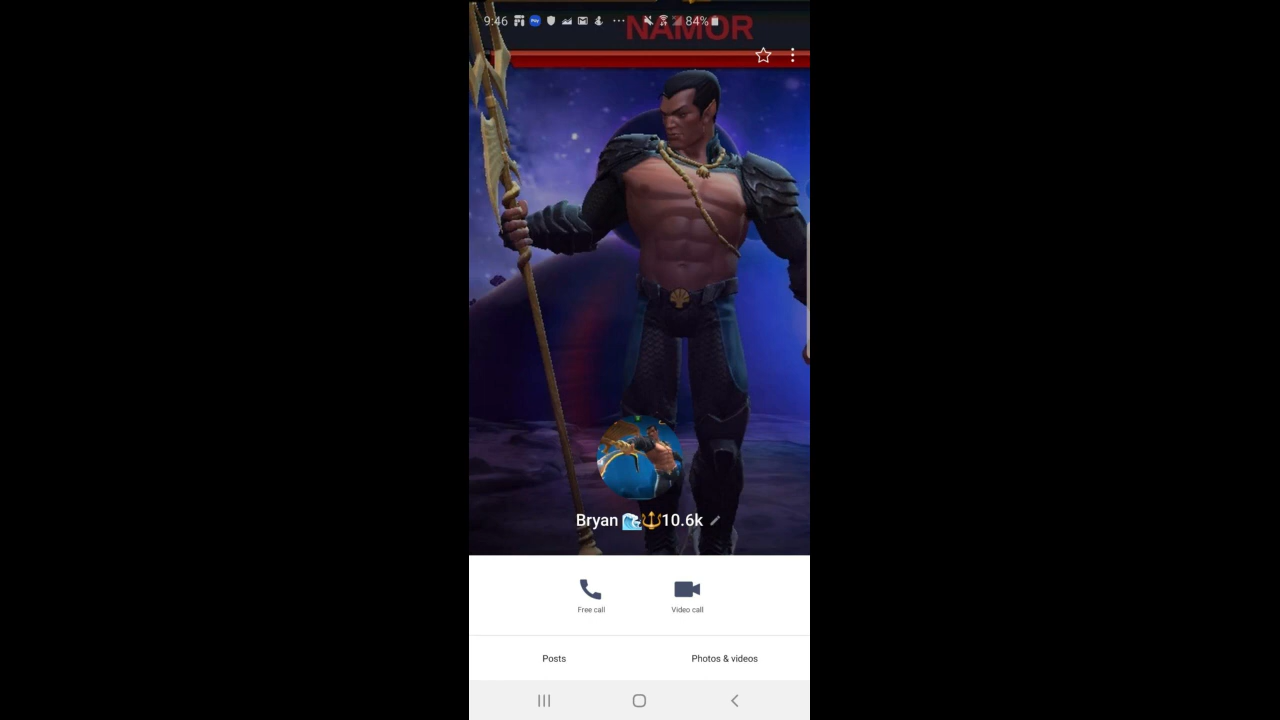 9:46 84%
NAMOR
Bryan 🌊🔱10.6k
Free call Video call
Posts Photos & videos